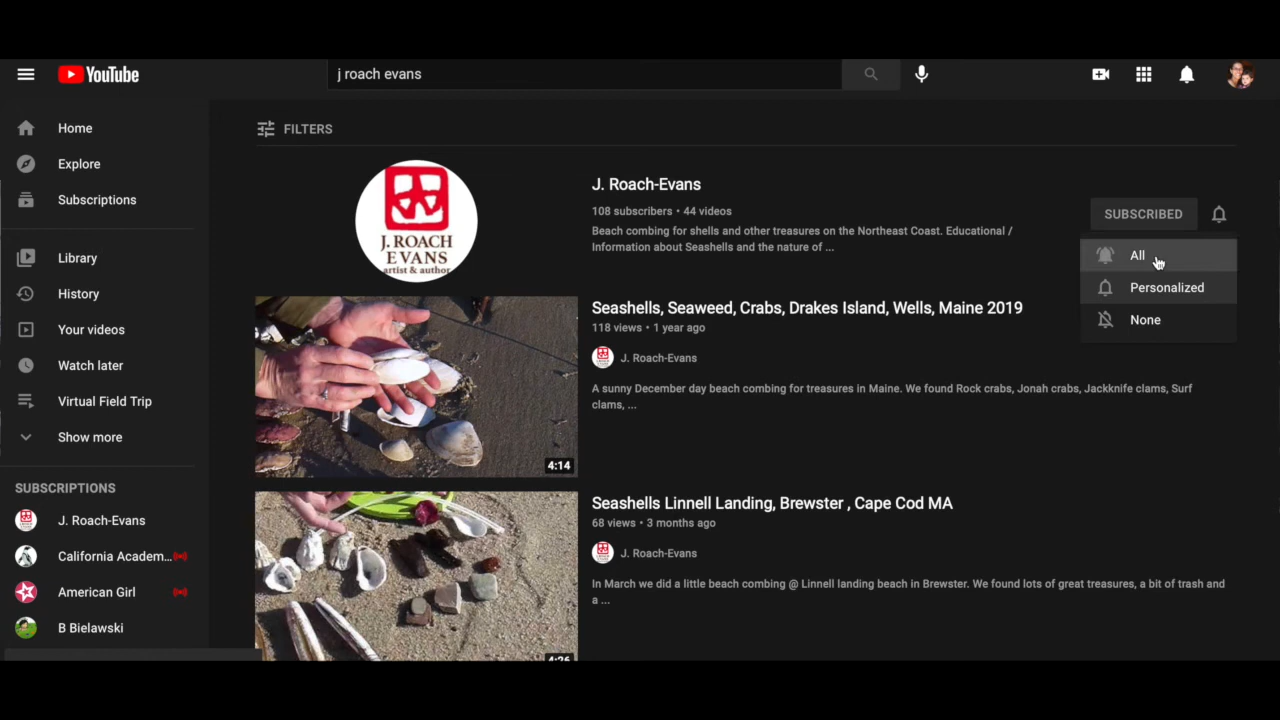 YouTube
j roach evans
Home
Explore
Subscriptions
Library
History
Your videos
Watch later
Virtual Field Trip
Show more
SUBSCRIPTIONS
J. Roach-Evans
California Academ...
American Girl
B Bielawski
FILTERS
J. ROACH
EVANS
artist & author
J. Roach-Evans
108 subscribers • 44 videos
Beach combing for shells and other treasures on the Northeast Coast. Educational /
Information about Seashells and the nature of ...
SUBSCRIBED
All
Personalized
None
4:14
Seashells, Seaweed, Crabs, Drakes Island, Wells, Maine 2019
118 views • 1 year ago
J. Roach-Evans
A sunny December day beach combing for treasures in Maine. We found Rock crabs, Jonah crabs, Jackknife clams, Surf
clams, ...
4:26
Seashells Linnell Landing, Brewster , Cape Cod MA
68 views • 3 months ago
J. Roach-Evans
In March we did a little beach combing @ Linnell landing beach in Brewster. We found lots of great treasures, a bit of trash and
a ...